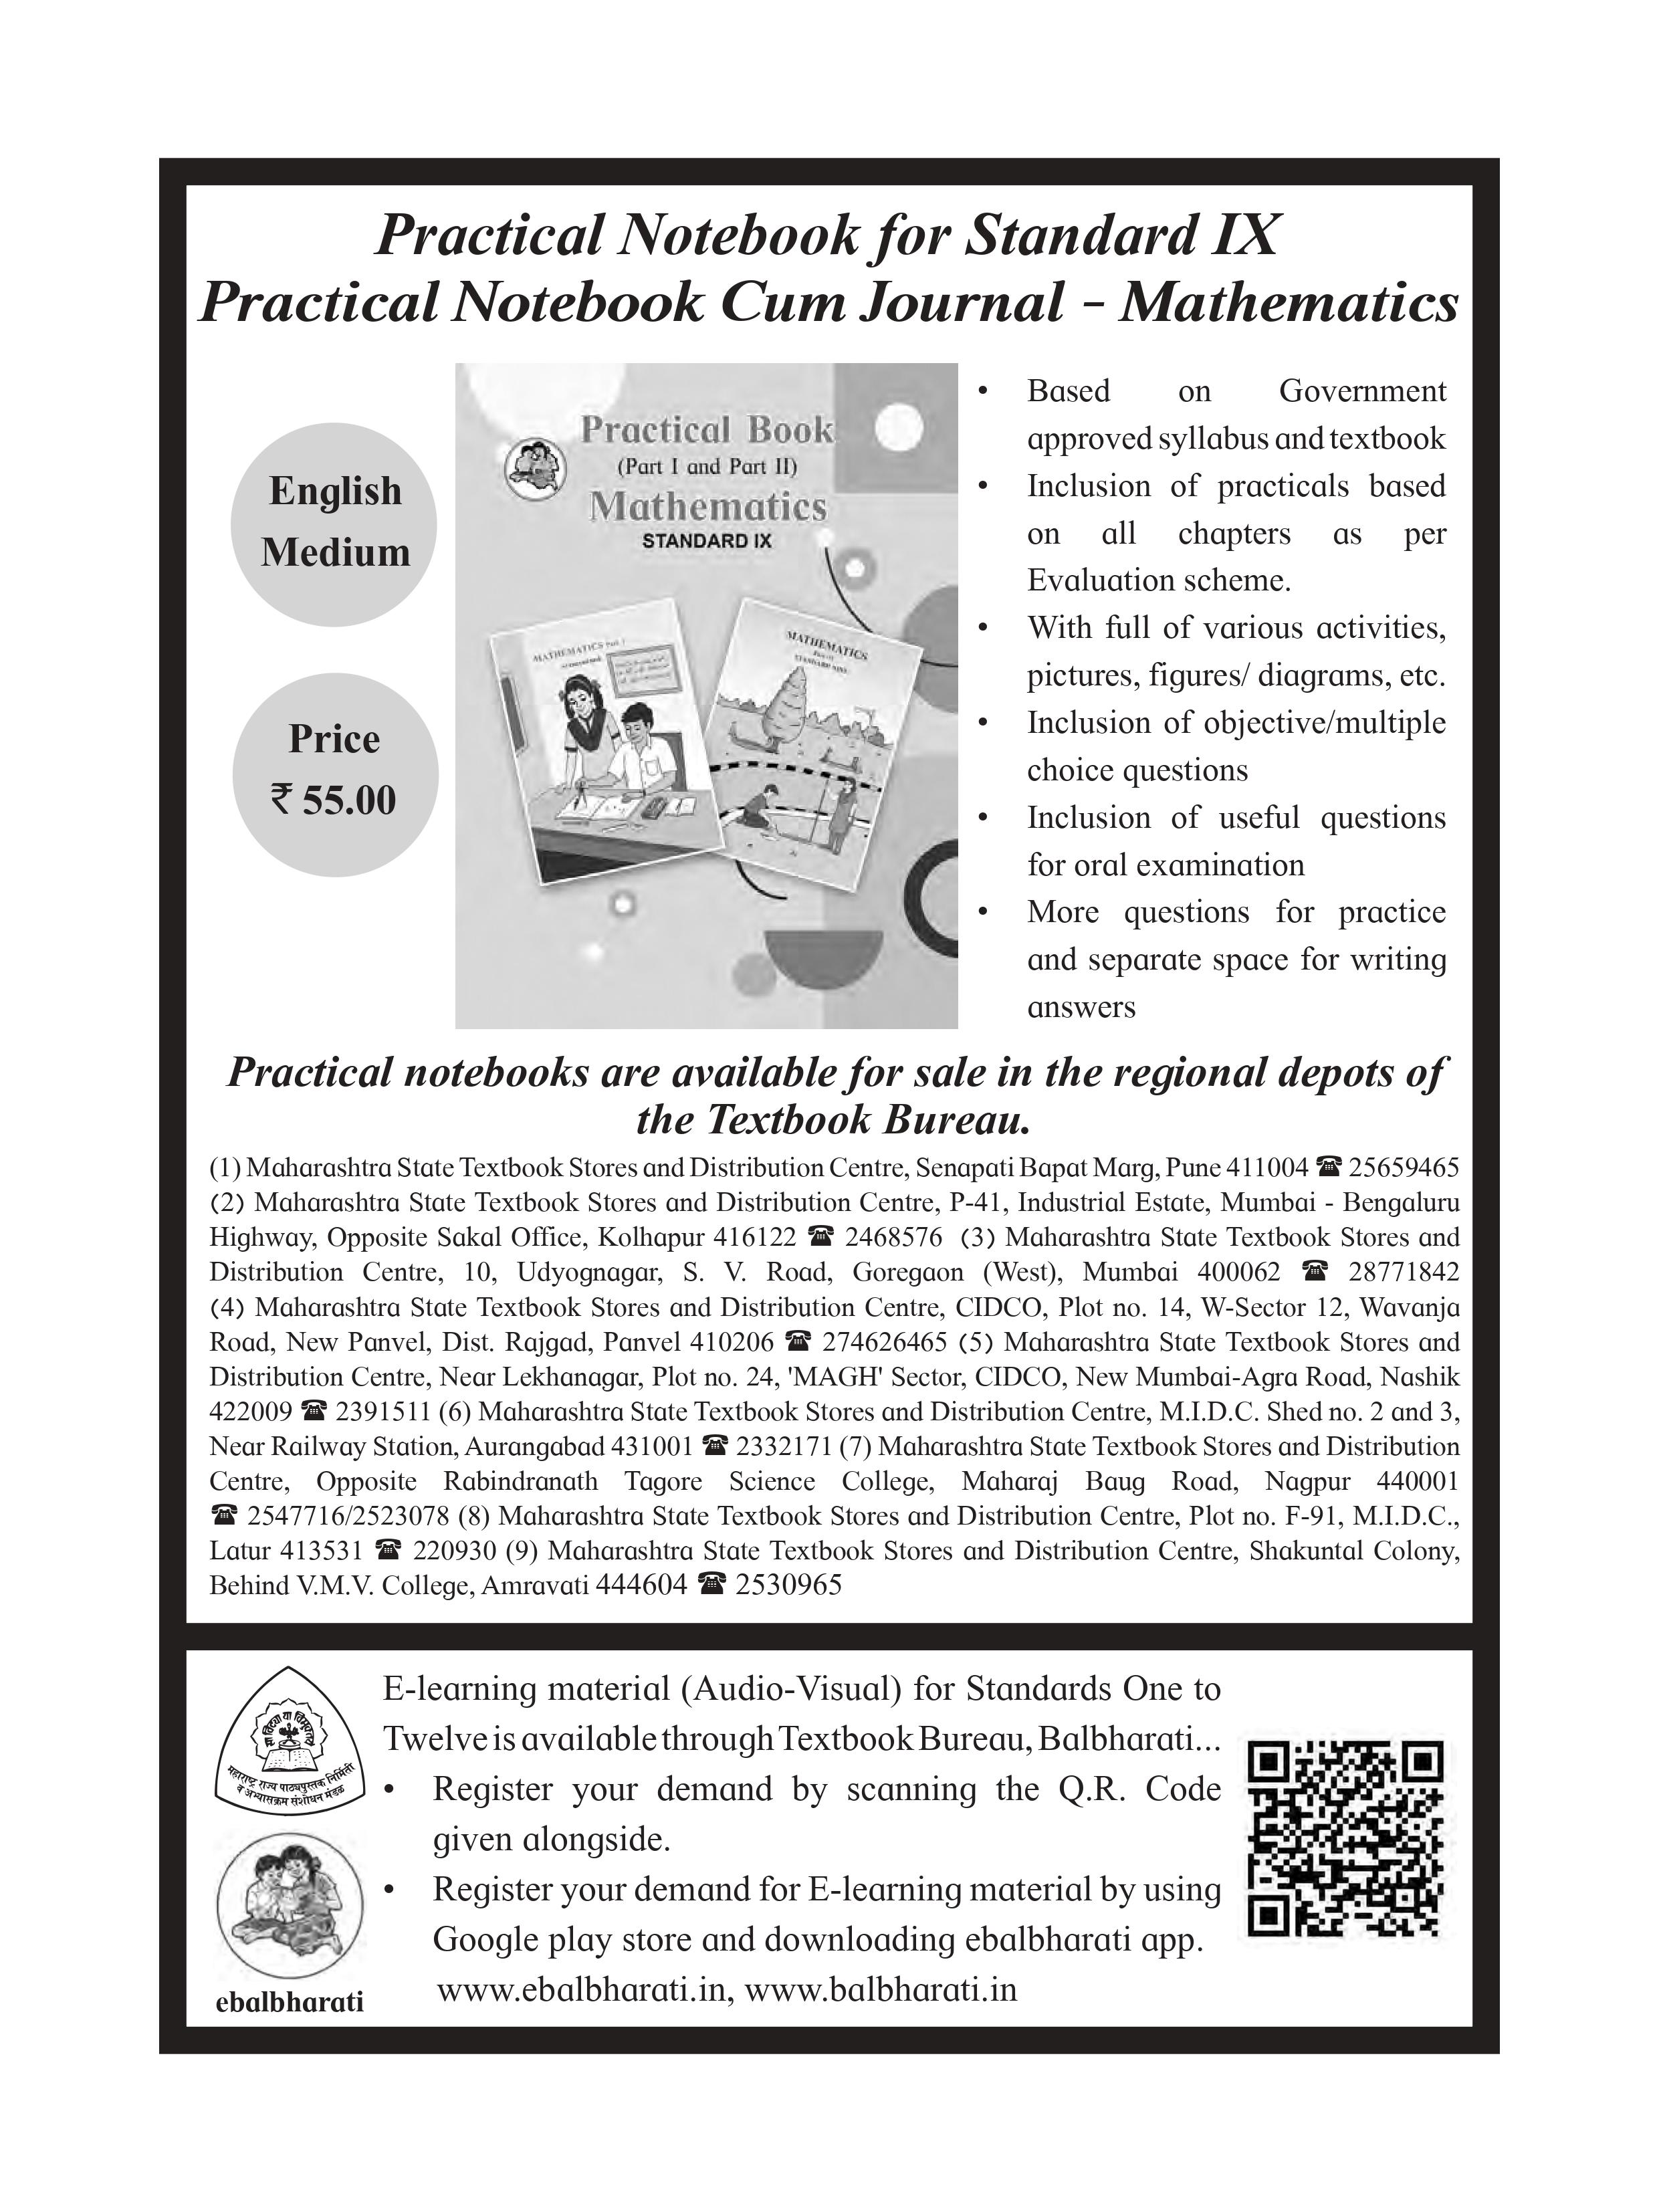 Practical Notebook for Standard IX
Practical Notebook Cum Journal - Mathematics
English
Medium
Price
₹ 55.00
Practical Book
(Part I and Part II)
Mathematics
STANDARD IX
MATHEMATICS Part I
MATHEMATICS
• Based on Government
approved syllabus and textbook
• Inclusion of practicals based
on all chapters as per
Evaluation scheme.
• With full of various activities,
pictures, figures/ diagrams, etc.
• Inclusion of objective/multiple
choice questions
• Inclusion of useful questions
for oral examination
• More questions for practice
and separate space for writing
answers
Practical notebooks are available for sale in the regional depots of
the Textbook Bureau.
(1) Maharashtra State Textbook Stores and Distribution Centre, Senapati Bapat Marg, Pune 411004 ☎ 25659465
(2) Maharashtra State Textbook Stores and Distribution Centre, P-41, Industrial Estate, Mumbai - Bengaluru
Highway, Opposite Sakal Office, Kolhapur 416122 ☎ 2468576 (3) Maharashtra State Textbook Stores and
Distribution Centre, 10, Udyognagar, S. V. Road, Goregaon (West), Mumbai 400062 ☎ 28771842
(4) Maharashtra State Textbook Stores and Distribution Centre, CIDCO, Plot no. 14, W-Sector 12, Wavanja
Road, New Panvel, Dist. Rajgad, Panvel 410206 ☎ 274626465 (5) Maharashtra State Textbook Stores and
Distribution Centre, Near Lekhanagar, Plot no. 24, 'MAGH' Sector, CIDCO, New Mumbai-Agra Road, Nashik
422009 ☎ 2391511 (6) Maharashtra State Textbook Stores and Distribution Centre, M.I.D.C. Shed no. 2 and 3,
Near Railway Station, Aurangabad 431001 ☎ 2332171 (7) Maharashtra State Textbook Stores and Distribution
Centre, Opposite Rabindranath Tagore Science College, Maharaj Baug Road, Nagpur 440001
☎ 2547716/2523078 (8) Maharashtra State Textbook Stores and Distribution Centre, Plot no. F-91, M.I.D.C.,
Latur 413531 ☎ 220930 (9) Maharashtra State Textbook Stores and Distribution Centre, Shakuntal Colony,
Behind V.M.V. College, Amravati 444604 ☎ 2530965
सा विद्या या विमुक्तये
महाराष्ट्र राज्य पाठ्यपुस्तक निर्मिती
व अभ्यासक्रम संशोधन मंडळ
ebalbharati
E-learning material (Audio-Visual) for Standards One to
Twelve is available through Textbook Bureau, Balbharati...
• Register your demand by scanning the Q.R. Code
given alongside.
• Register your demand for E-learning material by using
Google play store and downloading ebalbharati app.
www.ebalbharati.in, www.balbharati.in